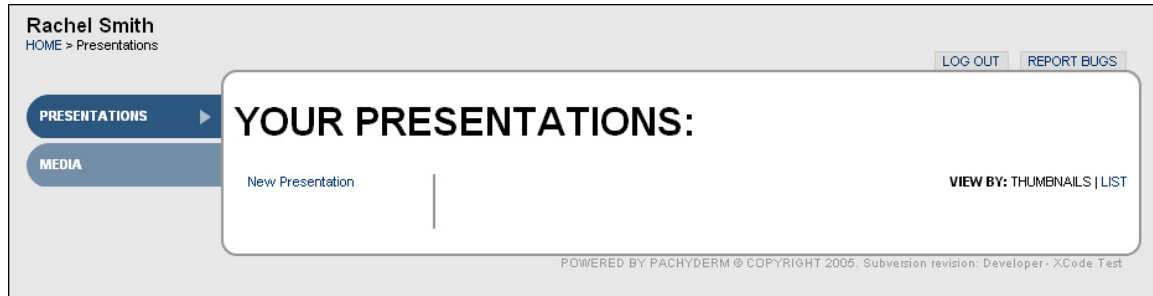 Rachel Smith
HOME > Presentations
LOG OUT
REPORT BUGS
PRESENTATIONS
MEDIA
YOUR PRESENTATIONS:
New Presentation
VIEW BY: THUMBNAILS | LIST
POWERED BY PACHYDERM © COPYRIGHT 2005. Subversion revision: Developer - XCode Test